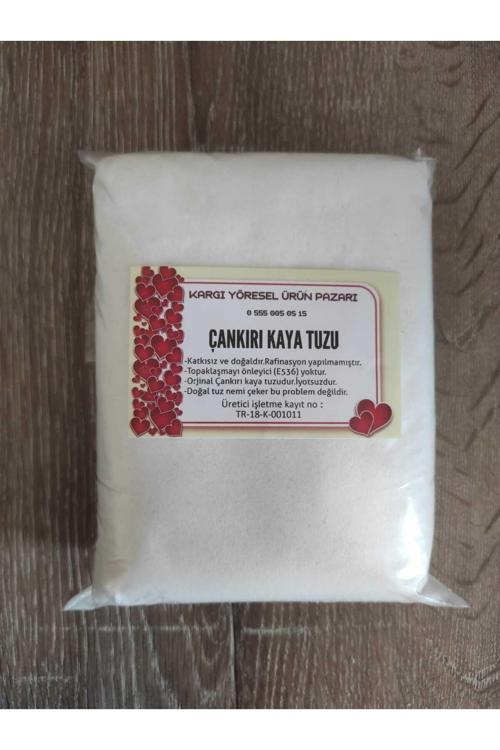 KARGI YÖRESEL ÜRÜN PAZARI
0 555 005 05 15
ÇANKIRI KAYA TUZU
-Katkısız ve doğaldır.Rafinasyon yapılmamıştır.
-Topaklaşmayı önleyici (E536) yoktur.
-Orjinal Çankırı kaya tuzudur.İyotsuzdur.
-Doğal tuz nemi çeker bu problem değildir.
Üretici işletme kayıt no :
TR-18-K-001011